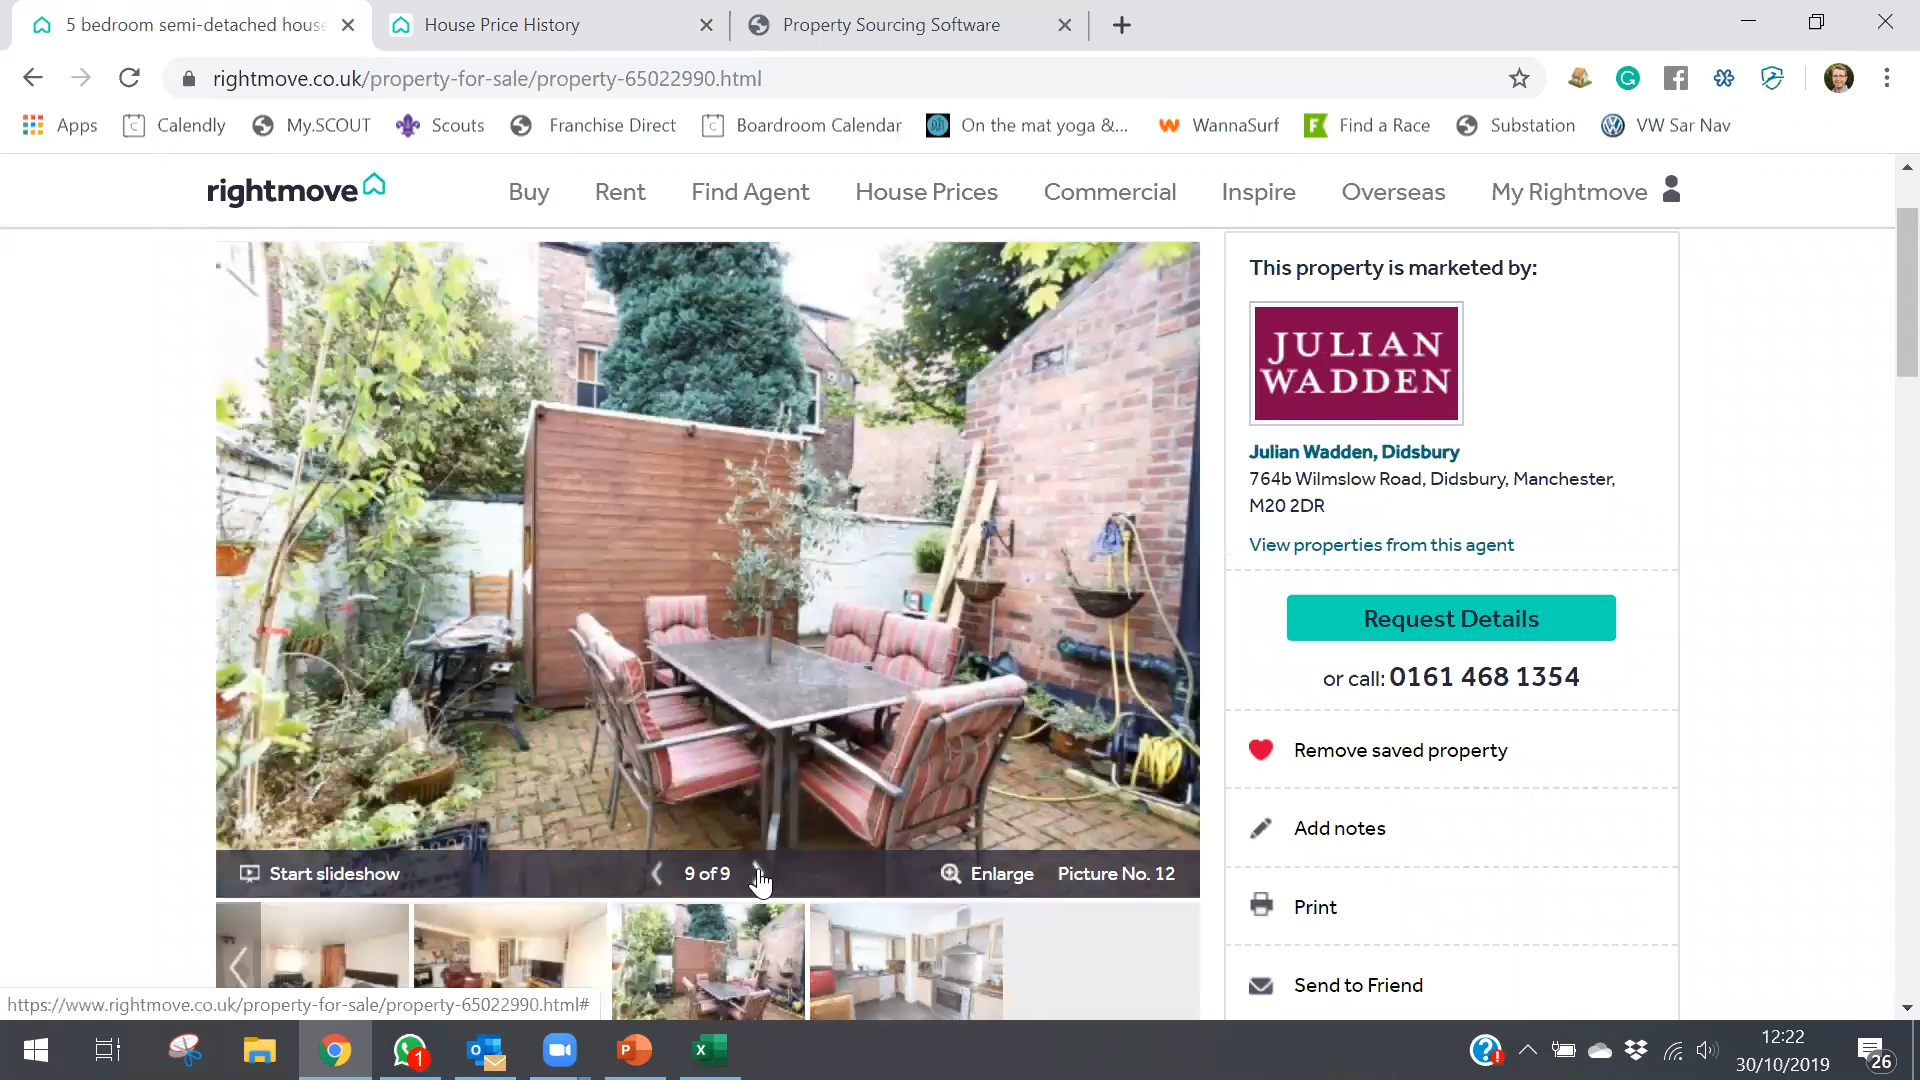 5 bedroom semi-detached hous
House Price History
Property Sourcing Software
rightmove.co.uk/property-for-sale/property-65022990.html
Apps
Calendly
My.SCOUT
Scouts
Franchise Direct
Boardroom Calendar
On the mat yoga &...
WannaSurf
Find a Race
Substation
VW Sar Nav
rightmove
Buy
Rent
Find Agent
House Prices
Commercial
Inspire
Overseas
My Rightmove
This property is marketed by:
JULIAN
WADDEN
Julian Wadden, Didsbury
764b Wilmslow Road, Didsbury, Manchester,
M20 2DR
View properties from this agent
Request Details
or call: 0161 468 1354
Remove saved property
Add notes
Print
Send to Friend
Start slideshow
9 of 9
Enlarge
Picture No. 12
https://www.rightmove.co.uk/property-for-sale/property-65022990.html#
1
12:22
30/10/2019
26